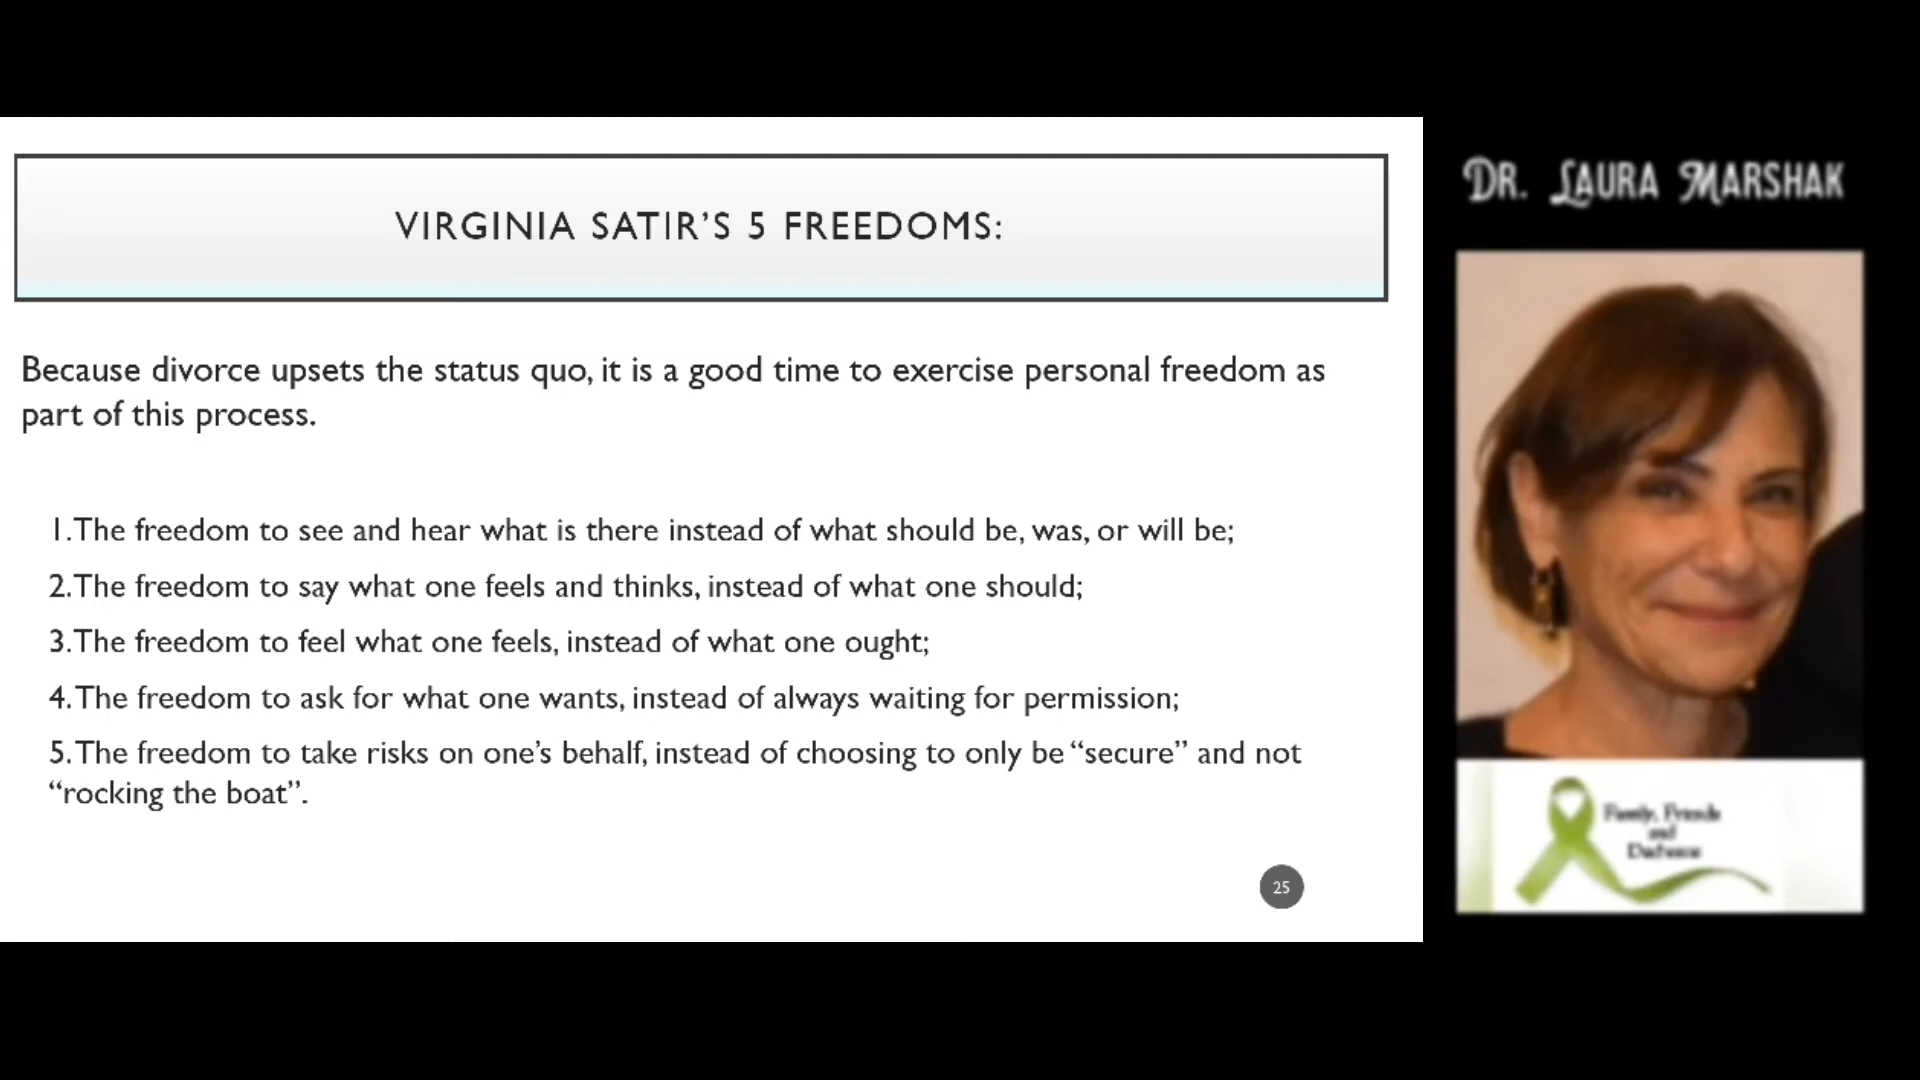 VIRGINIA SATIR’S 5 FREEDOMS:
Because divorce upsets the status quo, it is a good time to exercise personal freedom as
part of this process.
1.The freedom to see and hear what is there instead of what should be, was, or will be;
2.The freedom to say what one feels and thinks, instead of what one should;
3.The freedom to feel what one feels, instead of what one ought;
4.The freedom to ask for what one wants, instead of always waiting for permission;
5.The freedom to take risks on one’s behalf, instead of choosing to only be “secure” and not
“rocking the boat”.
25
DR. LAURA MARSHAK
Family, Friends
and
Duchenne